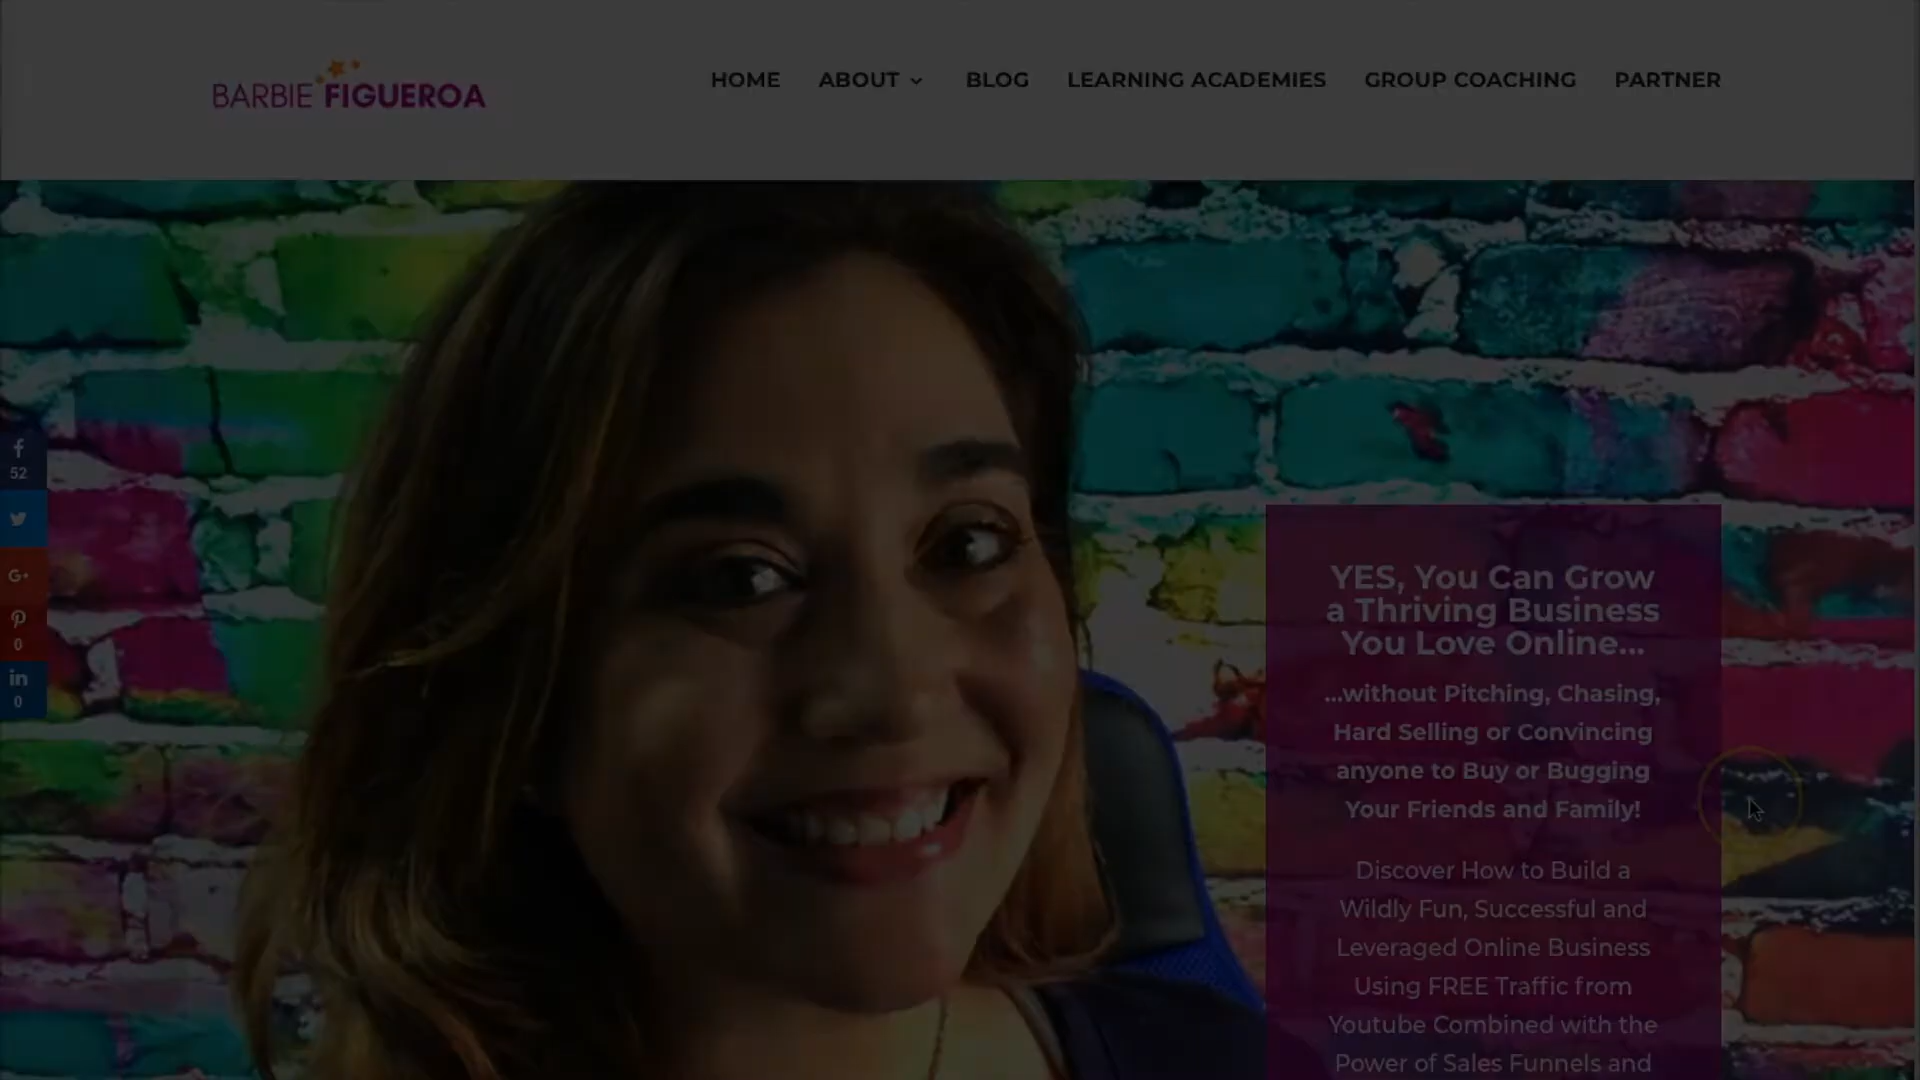 BARBIE FIGUEROA
HOME
ABOUT
BLOG
LEARNING ACADEMIES
GROUP COACHING
PARTNER
52
G+
0
in
0
YES, You Can Grow
a Thriving Business
You Love Online...
...without Pitching, Chasing,
Hard Selling or Convincing
anyone to Buy or Bugging
Your Friends and Family!
Discover How to Build a
Wildly Fun, Successful and
Leveraged Online Business
Using FREE Traffic from
Youtube Combined with the
Power of Sales Funnels and